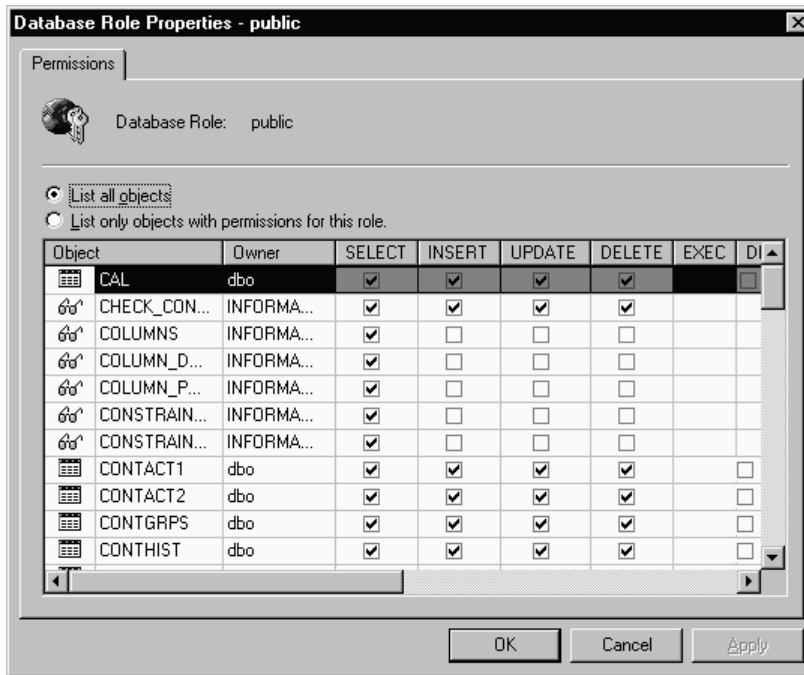 Database Role Properties - public
Permissions
Database Role: public
List all objects
List only objects with permissions for this role.
Object Owner SELECT INSERT UPDATE DELETE EXEC DI
CAL dbo
CHECK_CON... INFORMA...
COLUMNS INFORMA...
COLUMN_D... INFORMA...
COLUMN_P... INFORMA...
CONSTRAIN... INFORMA...
CONSTRAIN... INFORMA...
CONTACT1 dbo
CONTACT2 dbo
CONTGRPS dbo
CONTHIST dbo
OK Cancel Apply